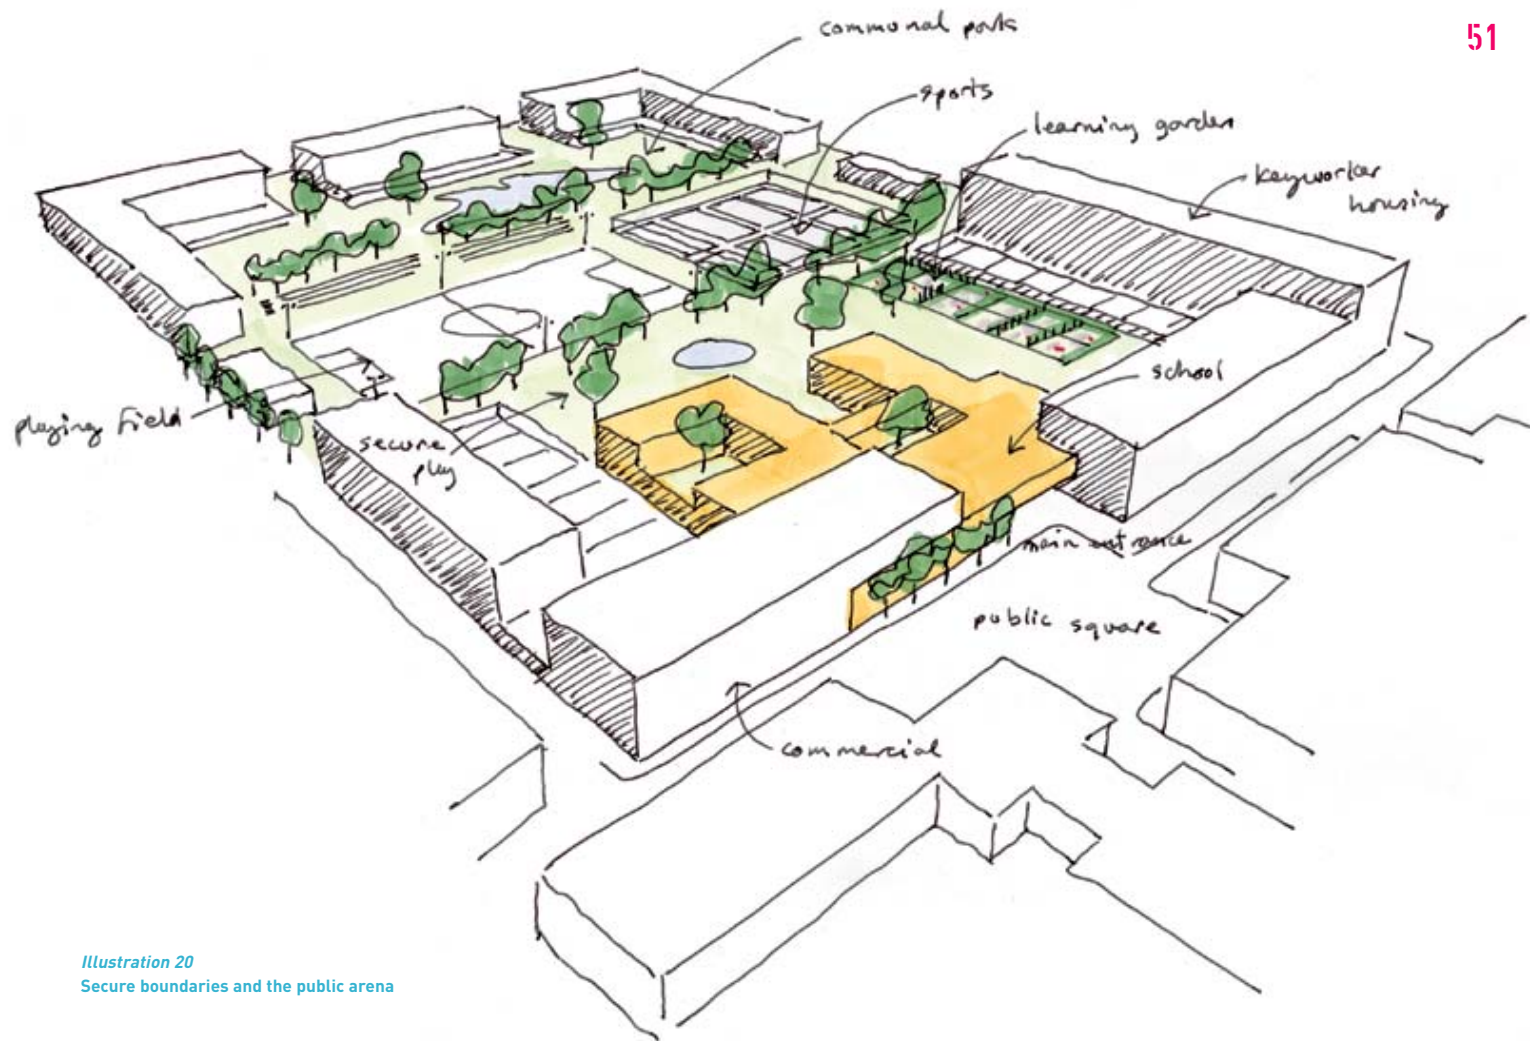 51
communal parks
sports
learning garden
keyworker
housing
school
playing field
secure
play
main entrance
public square
commercial
Illustration 20
Secure boundaries and the public arena